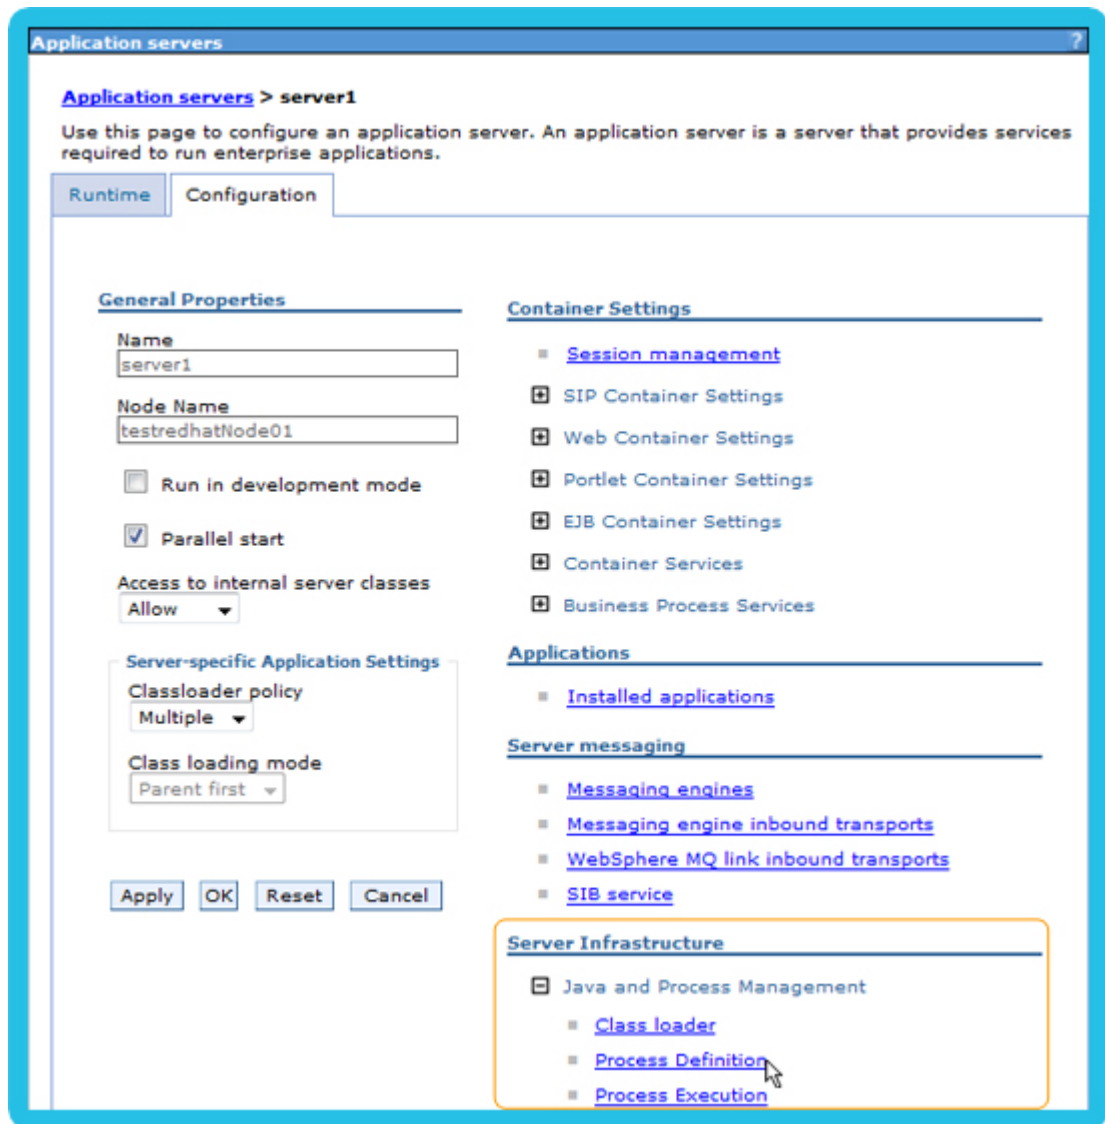 Application servers
?
Application servers > server1
Use this page to configure an application server. An application server is a server that provides services
required to run enterprise applications.
Runtime
Configuration
General Properties
Name
server1
Node Name
testredhatNode01
Run in development mode
Parallel start
Access to internal server classes
Allow
Server-specific Application Settings
Classloader policy
Multiple
Class loading mode
Parent first
Apply
OK
Reset
Cancel
Container Settings
Session management
SIP Container Settings
Web Container Settings
Portlet Container Settings
EJB Container Settings
Container Services
Business Process Services
Applications
Installed applications
Server messaging
Messaging engines
Messaging engine inbound transports
WebSphere MQ link inbound transports
SIB service
Server Infrastructure
Java and Process Management
Class loader
Process Definition
Process Execution